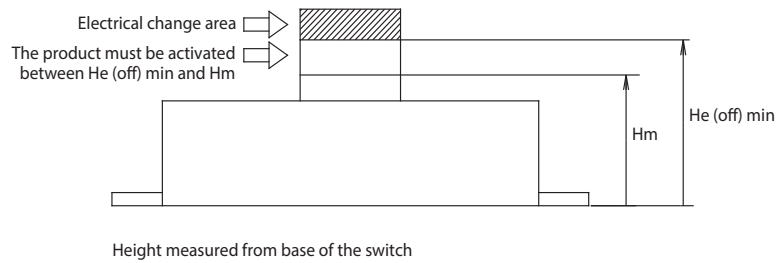 Electrical change area
The product must be activated
between He (off) min and Hm
He (off) min
Hm
Height measured from base of the switch